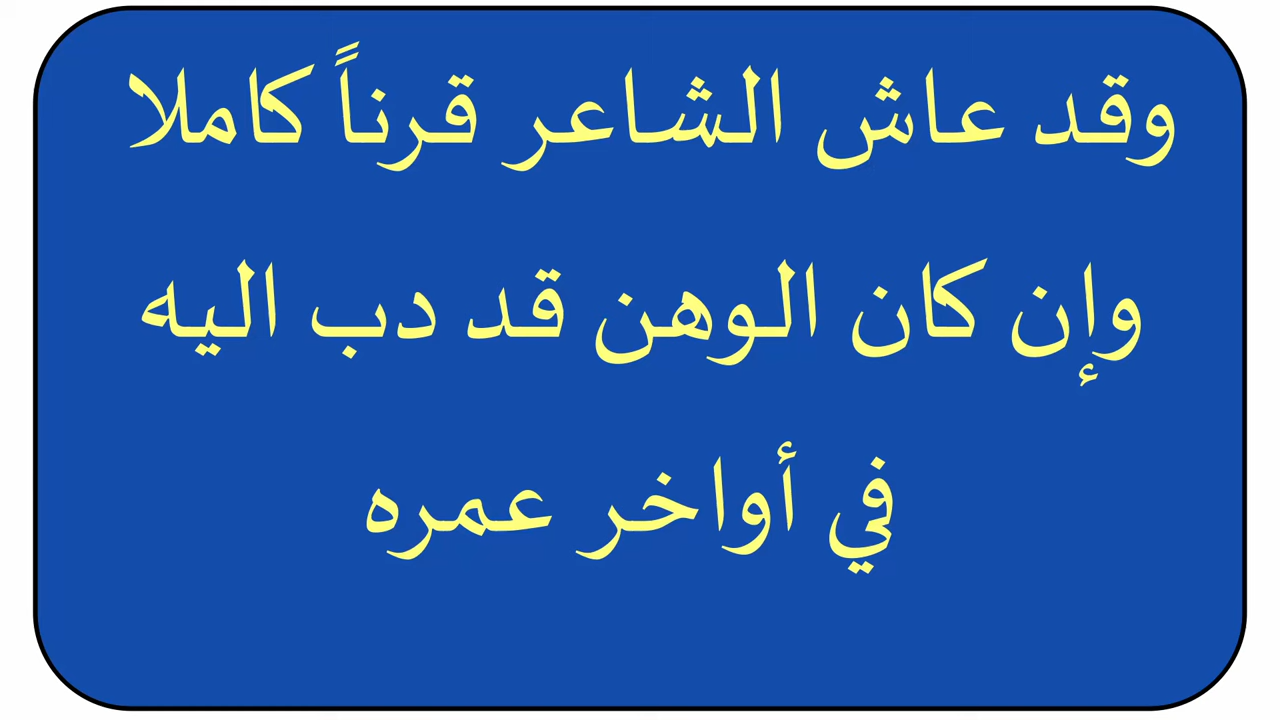 وقد عاش الشاعر قرناً كاملا
وإن كان الوهن قد دب اليه
في أواخر عمره